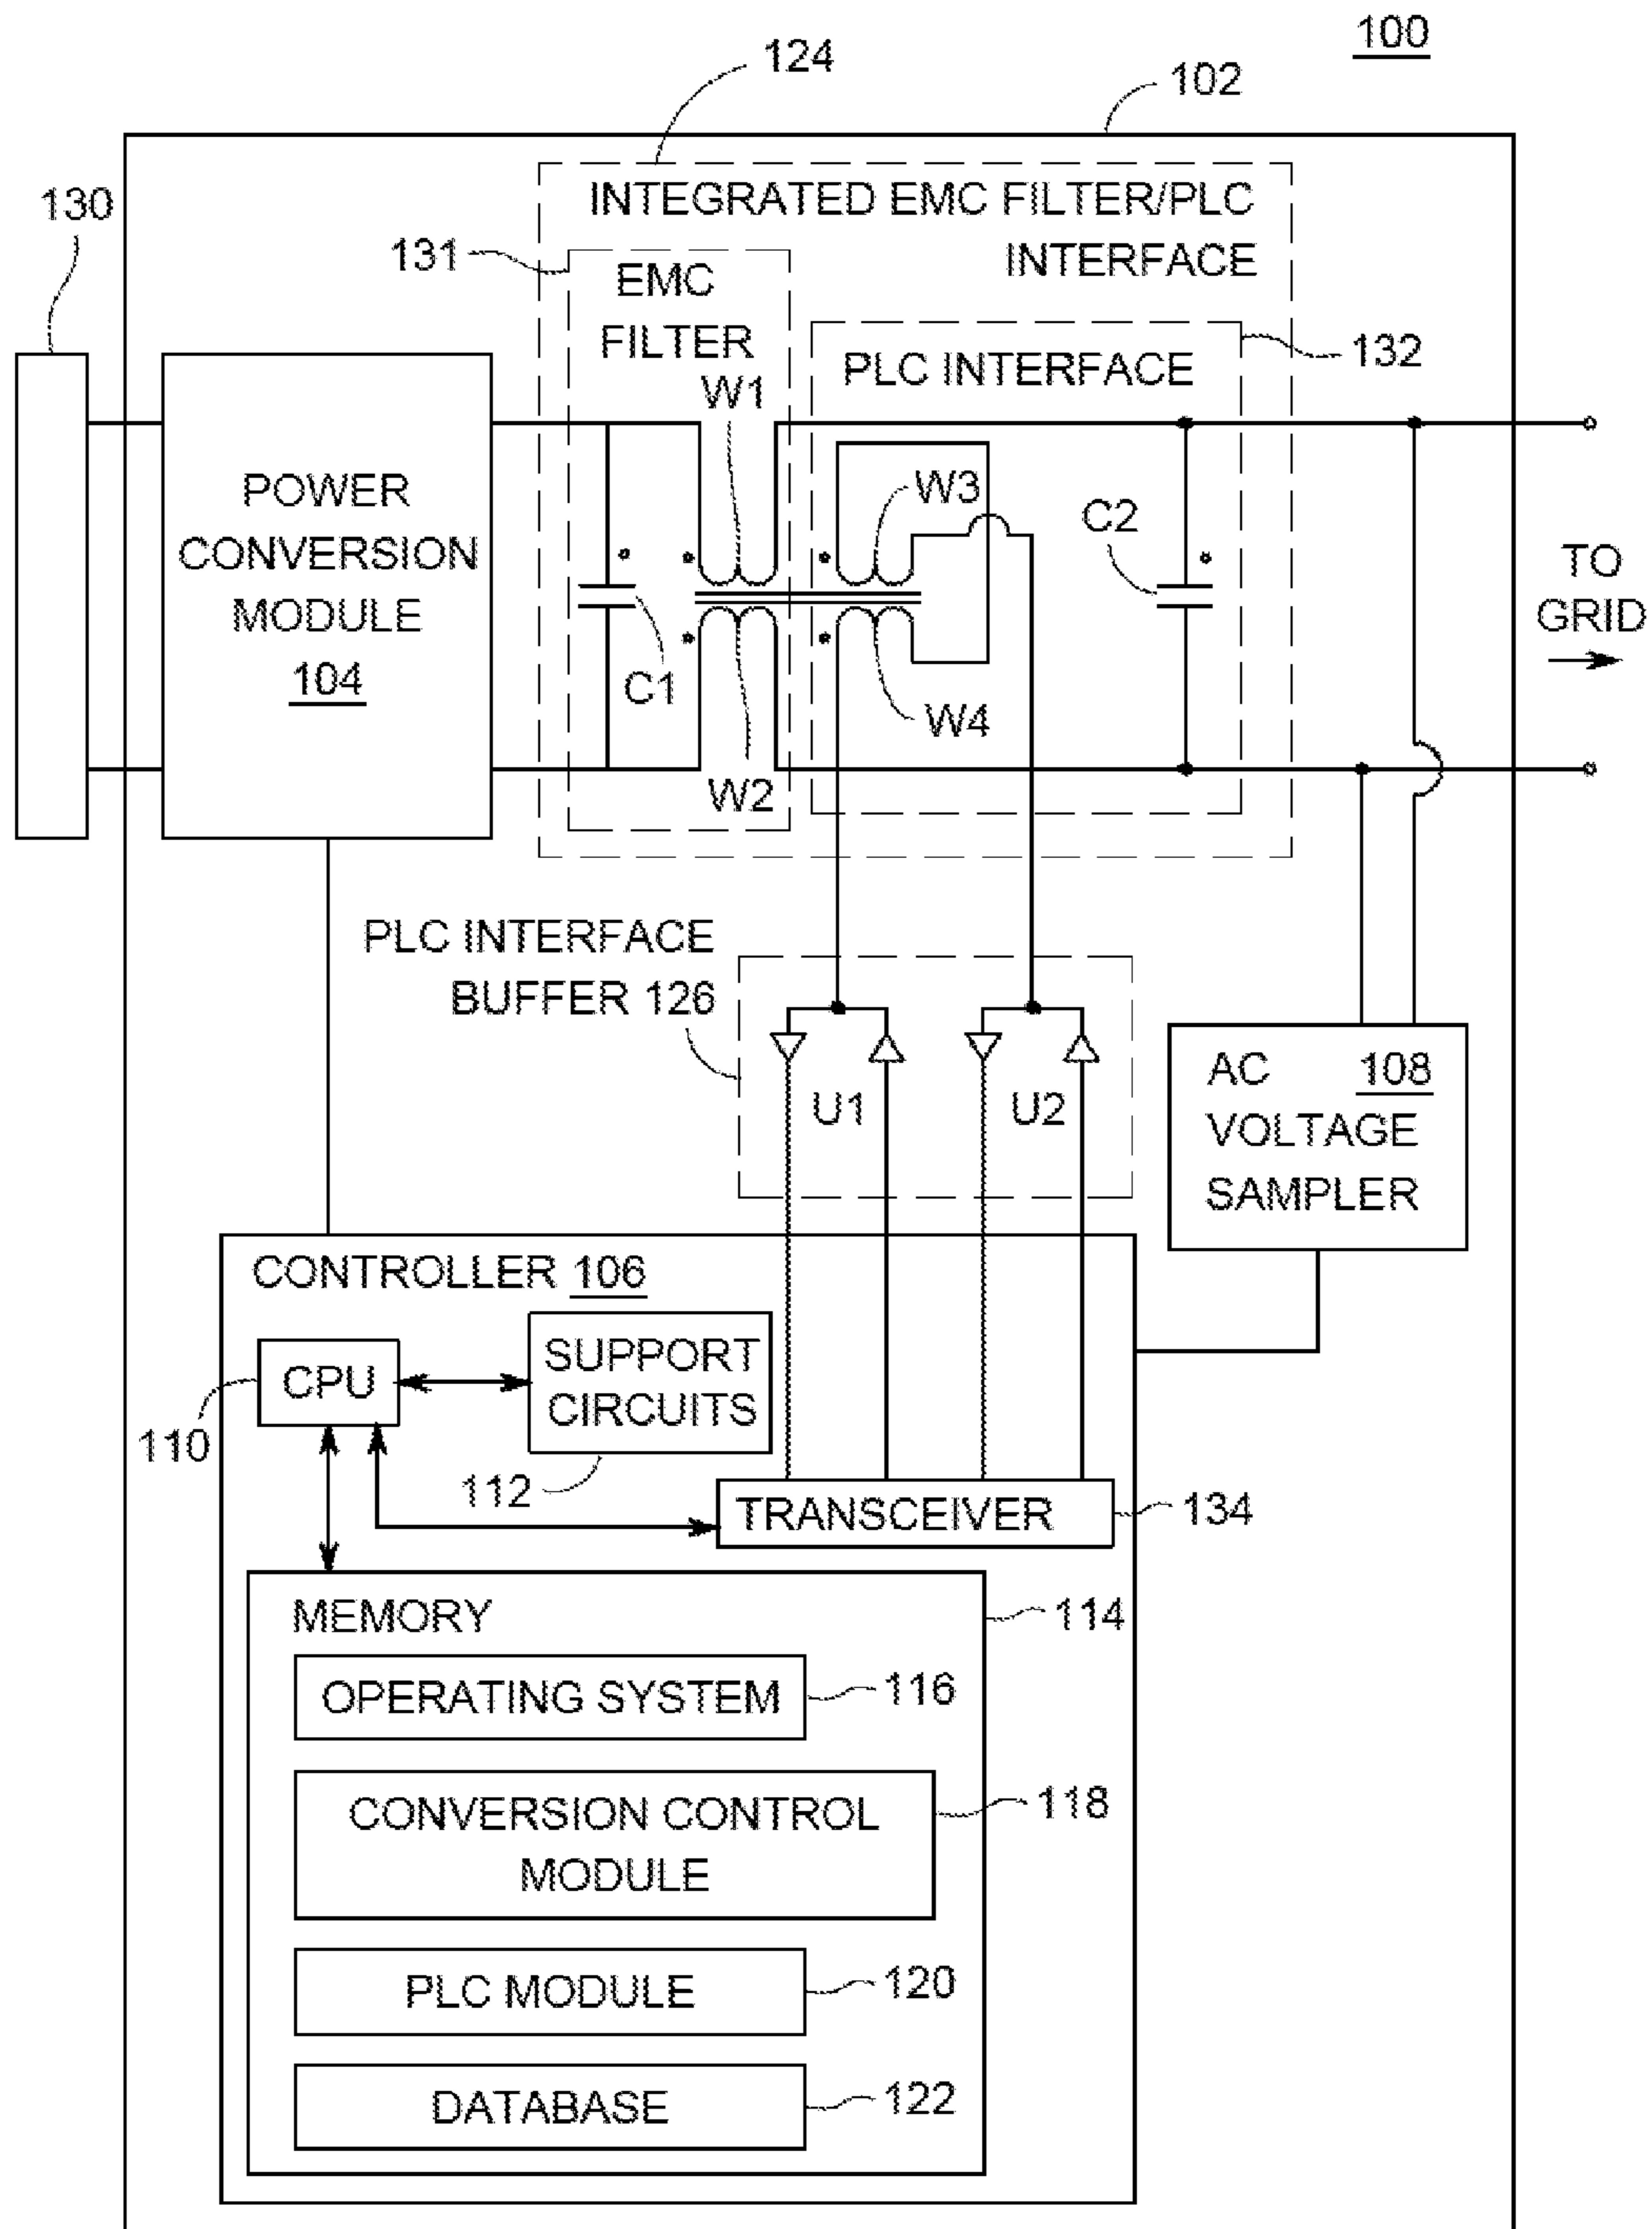 100
124
102
130
INTEGRATED EMC FILTER/PLC
INTERFACE
131
EMC
FILTER
132
PLC INTERFACE
W1
POWER
CONVERSION
MODULE
104
W3
C2
C1
W4
W2
TO
GRID
PLC INTERFACE
BUFFER 126
U1
U2
AC 108
VOLTAGE
SAMPLER
CONTROLLER 106
CPU
SUPPORT
CIRCUITS
110
112
TRANSCEIVER
134
MEMORY
114
OPERATING SYSTEM
116
CONVERSION CONTROL
MODULE
118
PLC MODULE
120
DATABASE
122